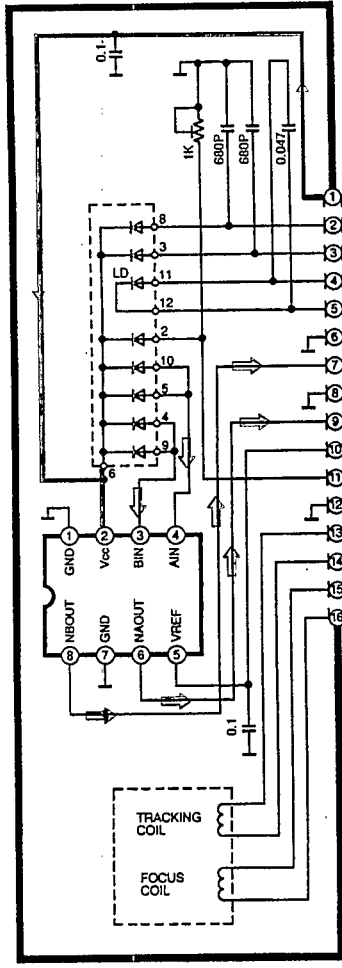 0.1
1K
680P
680P
0.047
8
3
LD
11
12
2
10
5
4
9
6
1
2
3
4
GND
Vcc
BIN
AIN
NBOUT
GND
NAOUT
VREF
8
7
6
5
0.1
TRACKING
COIL
FOCUS
COIL
1
2
3
4
5
6
7
8
9
10
11
12
13
14
15
16